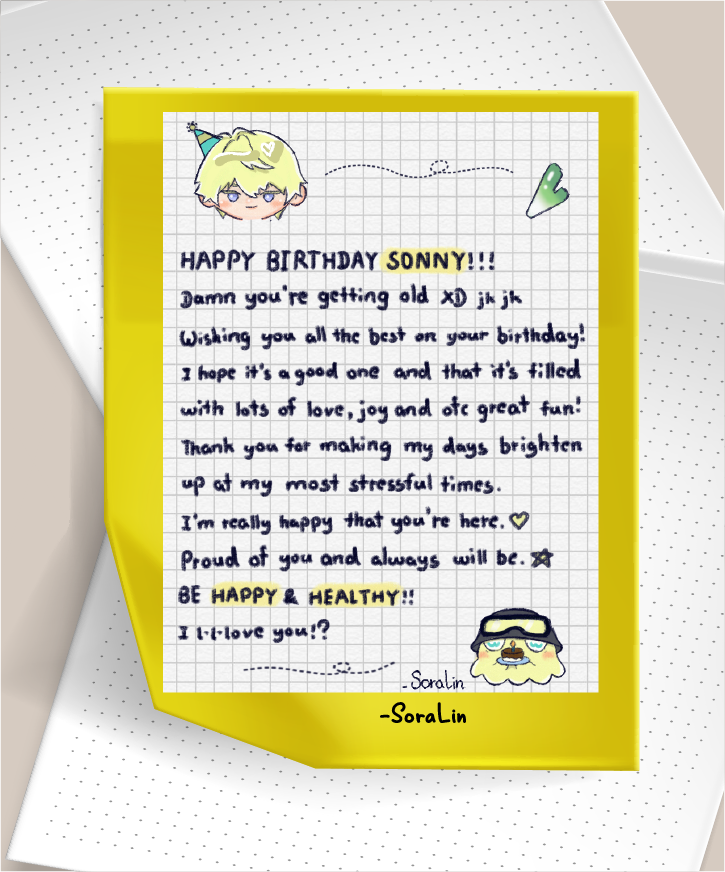 HAPPY BIRTHDAY SONNY!!!
Damn you're getting old XD jk jk
Wishing you all the best on your birthday!
I hope it's a good one and that it's filled
with lots of love, joy and ofc great fun!
Thank you for making my days brighten
up at my most stressful times.
I'm really happy that you're here.♡
Proud of you and always will be.☆
BE HAPPY & HEALTHY!!
I l-l-love you!?
-SoraLin
-SoraLin